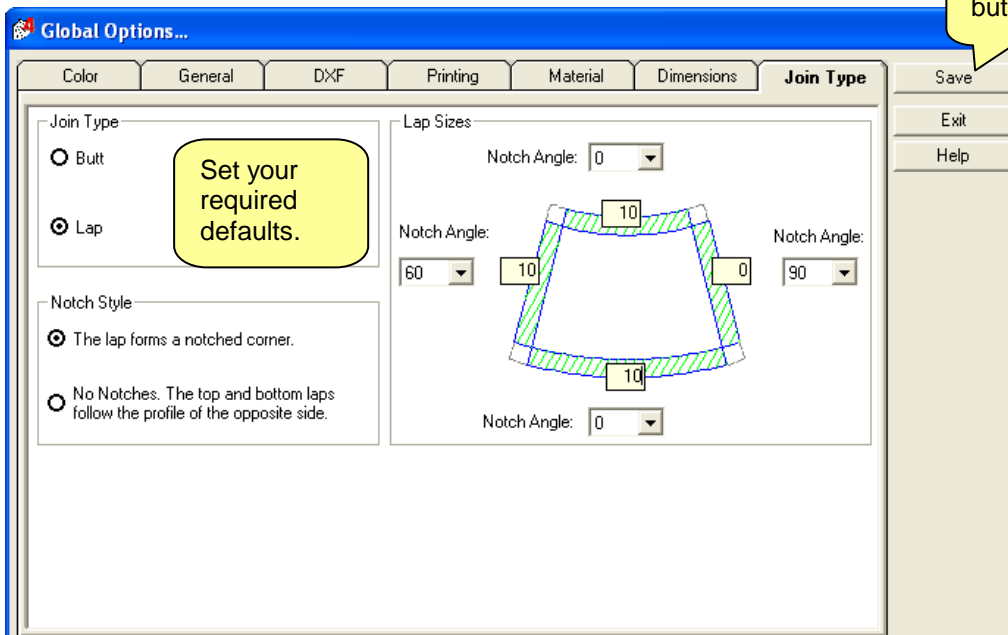 Global Options...
Color General DXF Printing Material Dimensions Join Type
Save
Exit
Help
Join Type
Butt
Lap
Set your
required
defaults.
Notch Style
The lap forms a notched corner.
No Notches. The top and bottom laps
follow the profile of the opposite side.
Lap Sizes
Notch Angle: 0
10
Notch Angle:
60
10
0
Notch Angle:
90
10
Notch Angle: 0